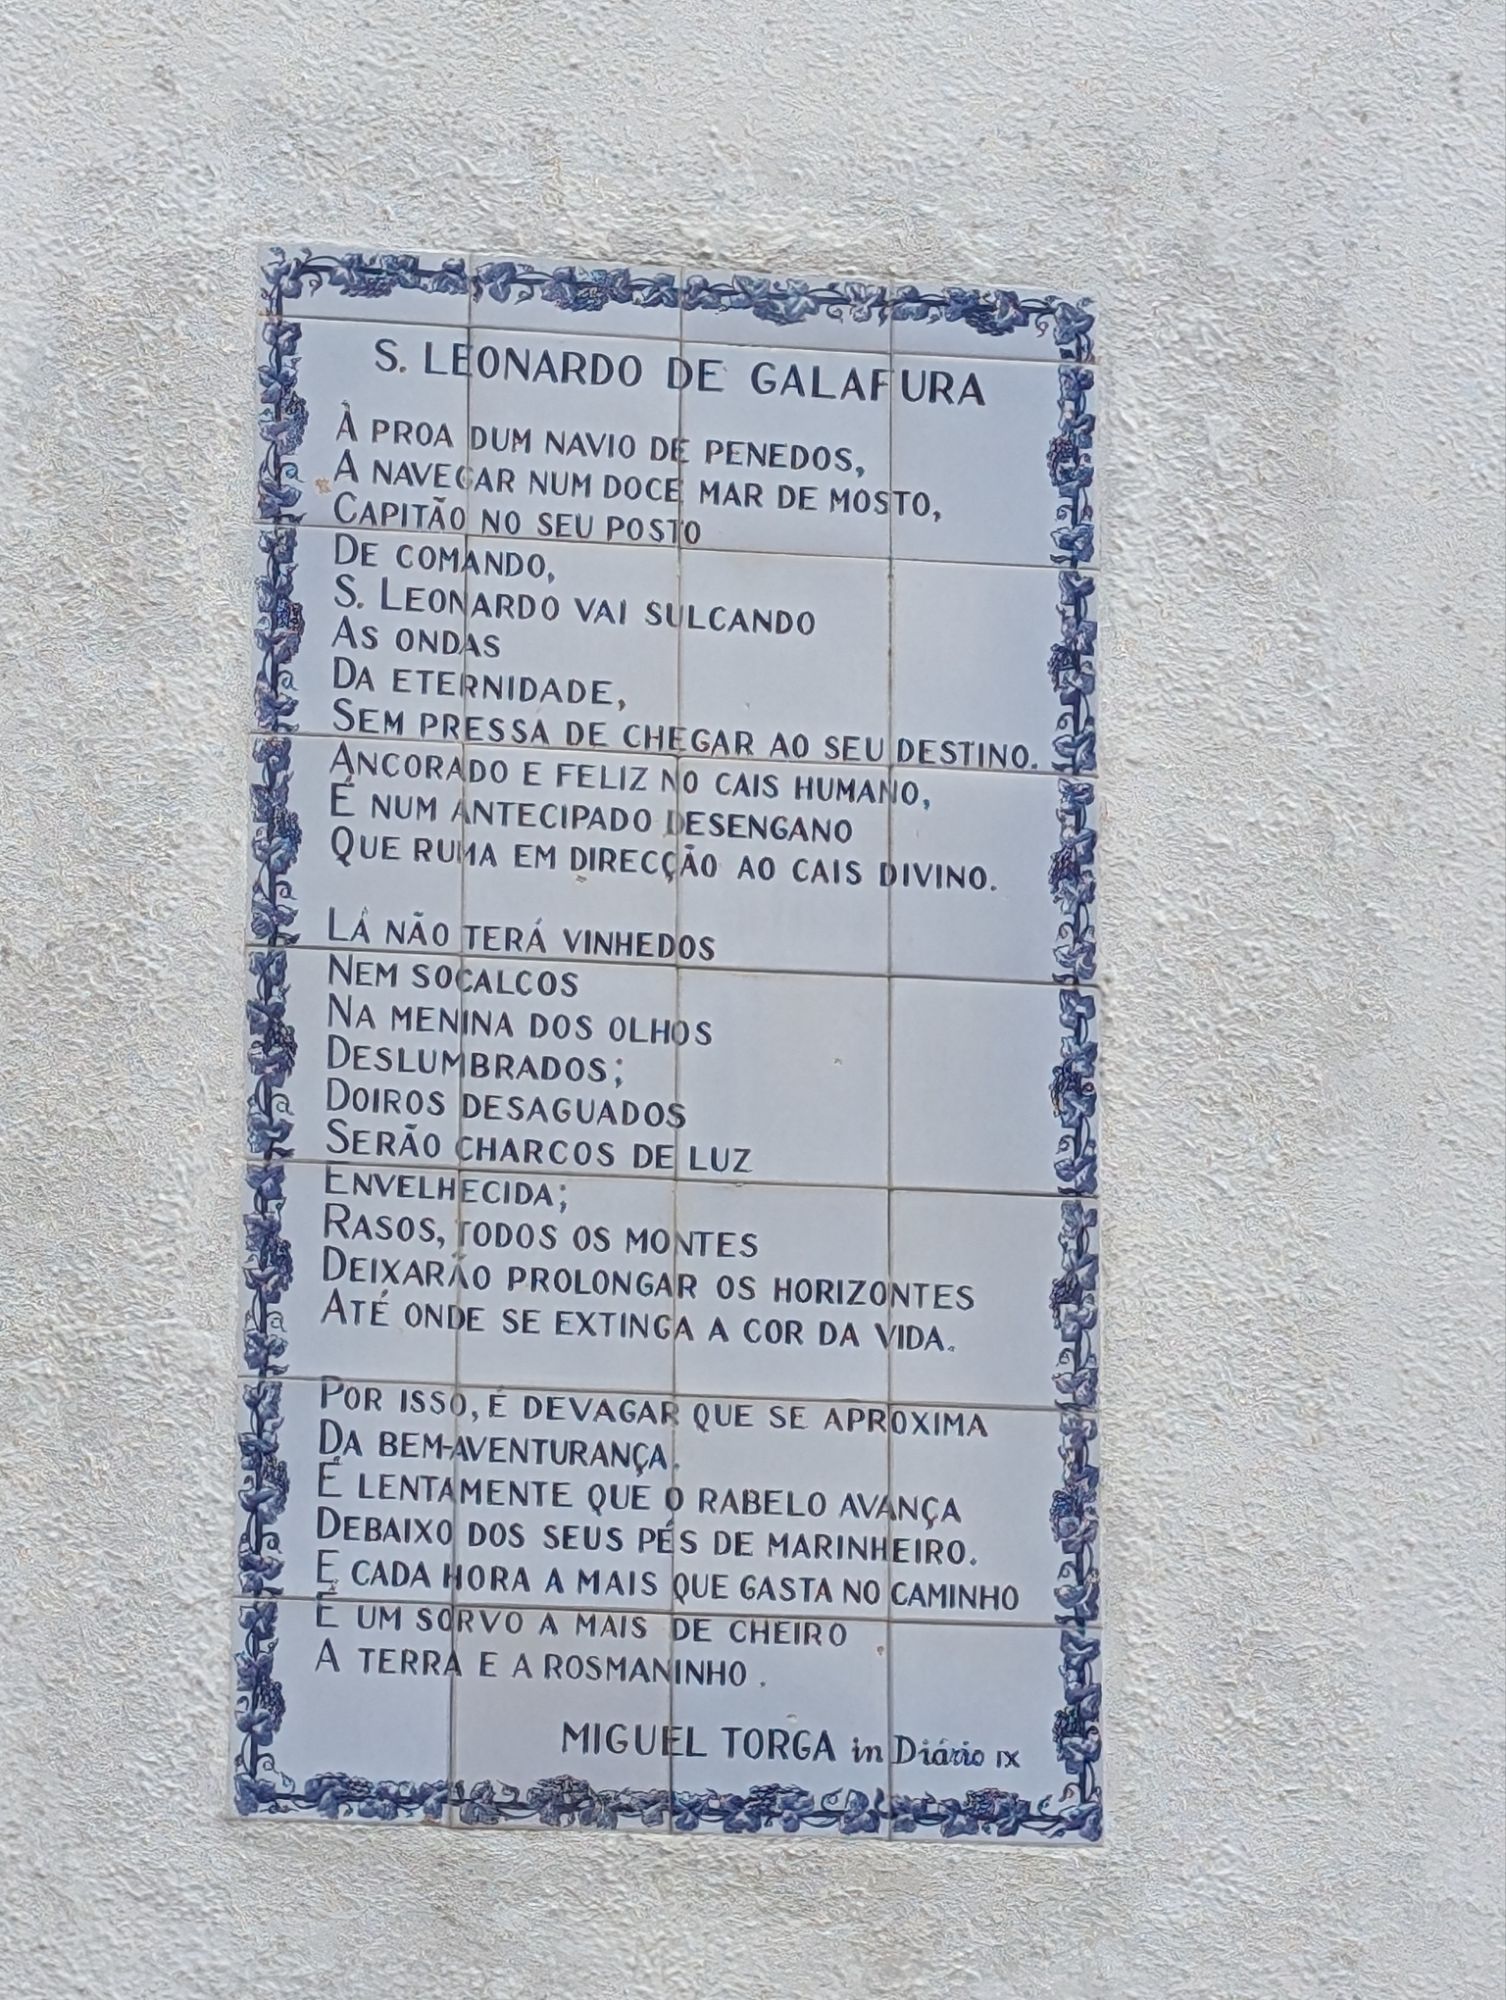 S. LEONARDO DE GALAFURA
À PROA DUM NAVIO DE PENEDOS,
A NAVEGAR NUM DOCE MAR DE MOSTO,
CAPITÃO NO SEU POSTO
DE COMANDO,
S. LEONARDO VAI SULCANDO
AS ONDAS
DA ETERNIDADE,
SEM PRESSA DE CHEGAR AO SEU DESTINO.
ANCORADO E FELIZ NO CAIS HUMANO,
É NUM ANTECIPADO DESENGANO
QUE RUMA EM DIRECÇÃO AO CAIS DIVINO.
LÁ NÃO TERÁ VINHEDOS
NEM SOCALCOS
NA MENINA DOS OLHOS
DESLUMBRADOS;
DOIROS DESAGUADOS
SERÃO CHARCOS DE LUZ
ENVELHECIDA;
RASOS, TODOS OS MONTES
DEIXARÃO PROLONGAR OS HORIZONTES
ATÉ ONDE SE EXTINGA A COR DA VIDA.
POR ISSO, É DEVAGAR QUE SE APROXIMA
DA BEM-AVENTURANÇA.
É LENTAMENTE QUE O RABELO AVANÇA
DEBAIXO DOS SEUS PÉS DE MARINHEIRO.
E CADA HORA A MAIS QUE GASTA NO CAMINHO
É UM SORVO A MAIS DE CHEIRO
A TERRA E A ROSMANINHO.
MIGUEL TORGA in Diário IX